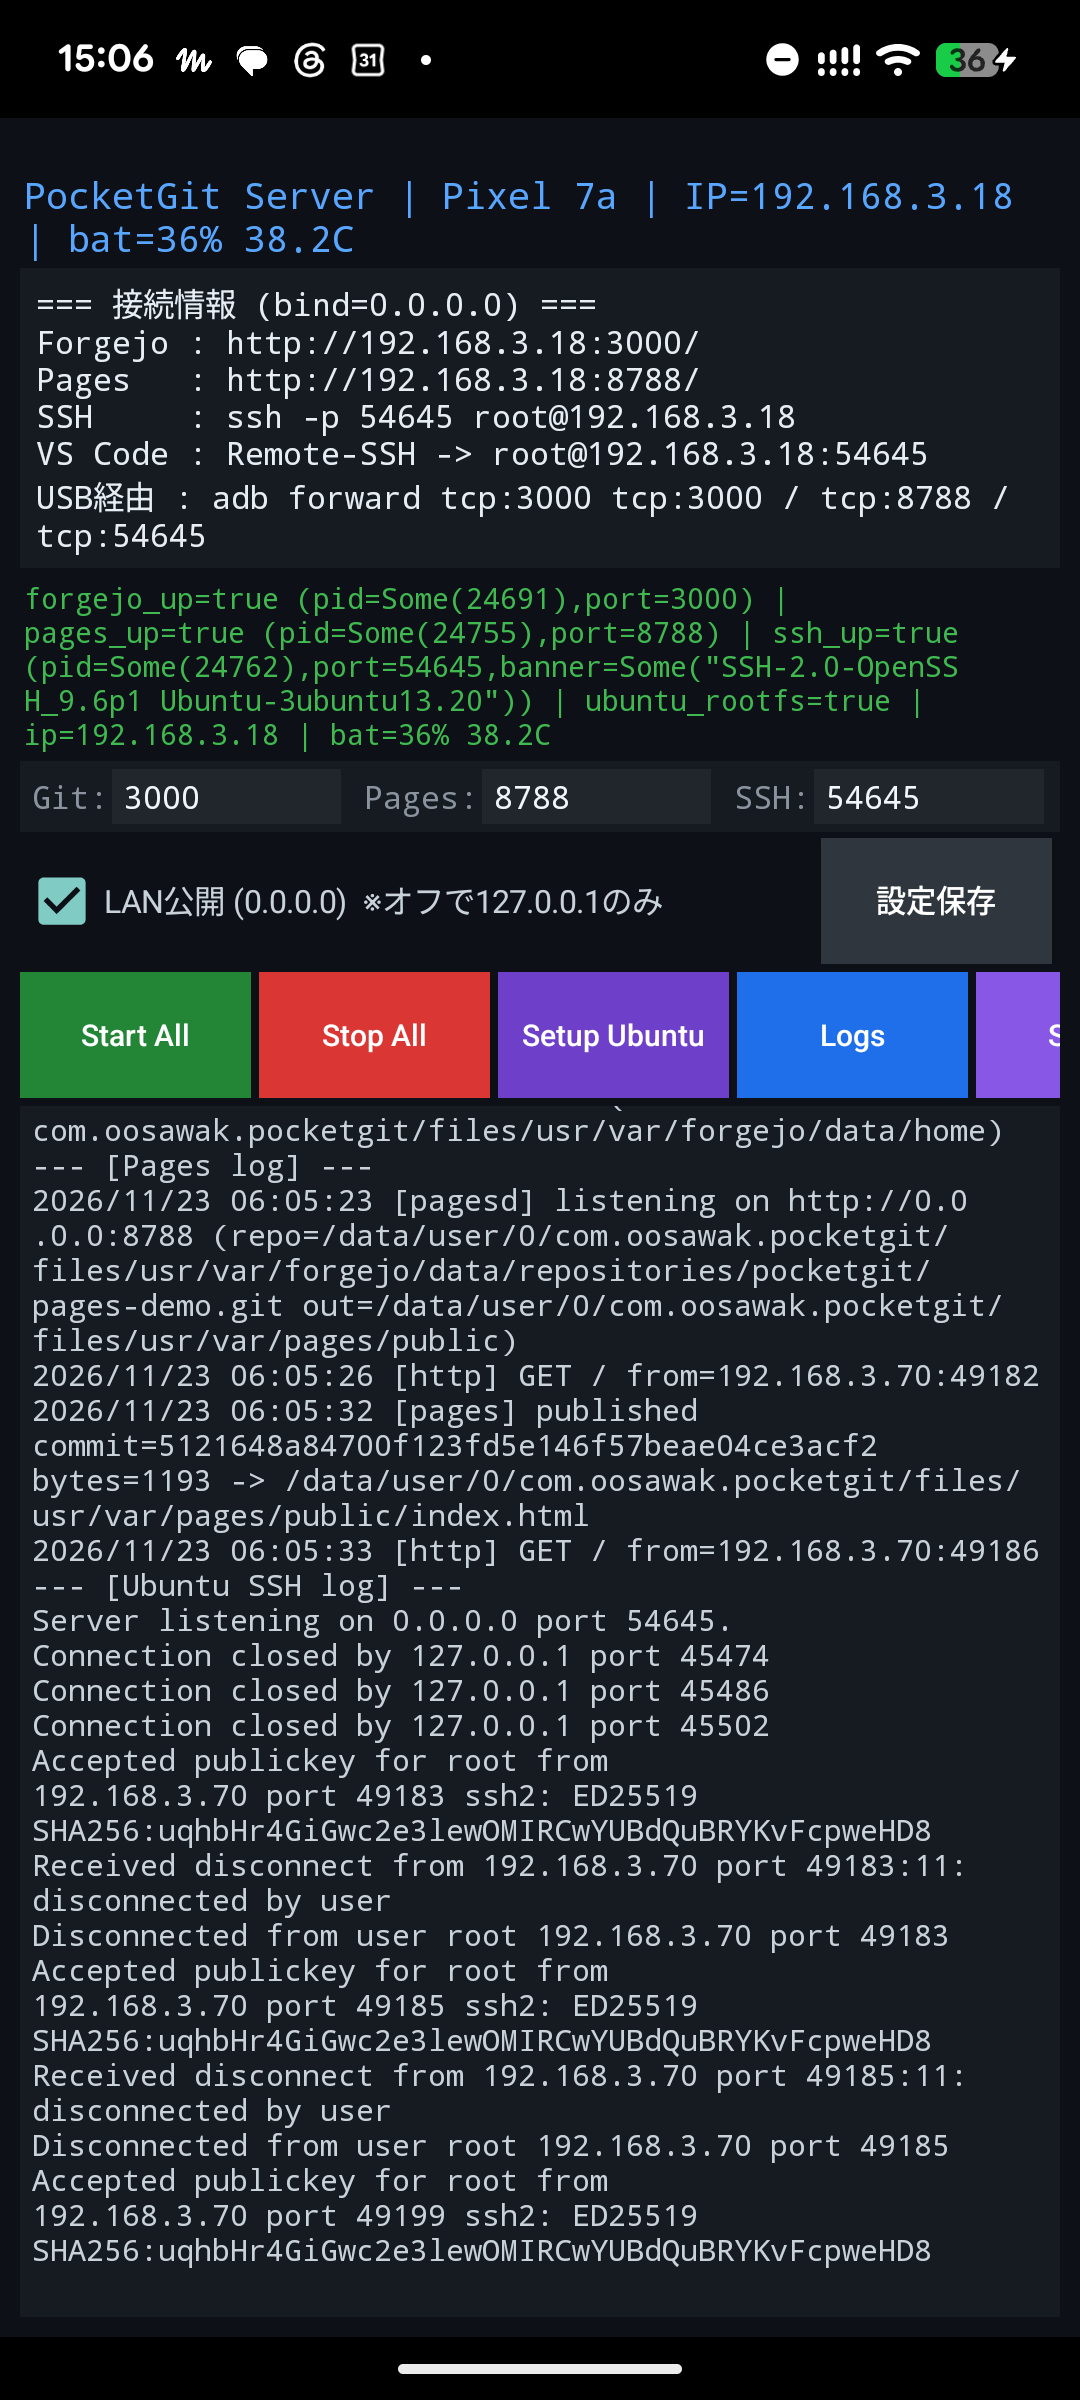 15:06
31
36
PocketGit Server | Pixel 7a | IP=192.168.3.18
| bat=36% 38.2C
=== 接続情報 (bind=0.0.0.0) ===
Forgejo : http://192.168.3.18:3000/
Pages   : http://192.168.3.18:8788/
SSH     : ssh -p 54645 root@192.168.3.18
VS Code : Remote-SSH -> root@192.168.3.18:54645
USB経由 : adb forward tcp:3000 tcp:3000 / tcp:8788 /
tcp:54645
forgejo_up=true (pid=Some(24691),port=3000) |
pages_up=true (pid=Some(24755),port=8788) | ssh_up=true
(pid=Some(24762),port=54645,banner=Some("SSH-2.0-OpenSS
H_9.6p1 Ubuntu-3ubuntu13.20")) | ubuntu_rootfs=true |
ip=192.168.3.18 | bat=36% 38.2C
Git: 3000 Pages: 8788 SSH: 54645
LAN公開 (0.0.0.0) ※オフで127.0.0.1のみ
設定保存
Start All
Stop All
Setup Ubuntu
Logs
S
com.oosawak.pocketgit/files/usr/var/forgejo/data/home)
--- [Pages log] ---
2026/11/23 06:05:23 [pagesd] listening on http://0.0
.0.0:8788 (repo=/data/user/0/com.oosawak.pocketgit/
files/usr/var/forgejo/data/repositories/pocketgit/
pages-demo.git out=/data/user/0/com.oosawak.pocketgit/
files/usr/var/pages/public)
2026/11/23 06:05:26 [http] GET / from=192.168.3.70:49182
2026/11/23 06:05:32 [pages] published
commit=5121648a84700f123fd5e146f57beae04ce3acf2
bytes=1193 -> /data/user/0/com.oosawak.pocketgit/files/
usr/var/pages/public/index.html
2026/11/23 06:05:33 [http] GET / from=192.168.3.70:49186
--- [Ubuntu SSH log] ---
Server listening on 0.0.0.0 port 54645.
Connection closed by 127.0.0.1 port 45474
Connection closed by 127.0.0.1 port 45486
Connection closed by 127.0.0.1 port 45502
Accepted publickey for root from
192.168.3.70 port 49183 ssh2: ED25519
SHA256:uqhbHr4GiGwc2e3lewOMIRCwYUBdQuBRYKvFcpweHD8
Received disconnect from 192.168.3.70 port 49183:11:
disconnected by user
Disconnected from user root 192.168.3.70 port 49183
Accepted publickey for root from
192.168.3.70 port 49185 ssh2: ED25519
SHA256:uqhbHr4GiGwc2e3lewOMIRCwYUBdQuBRYKvFcpweHD8
Received disconnect from 192.168.3.70 port 49185:11:
disconnected by user
Disconnected from user root 192.168.3.70 port 49185
Accepted publickey for root from
192.168.3.70 port 49199 ssh2: ED25519
SHA256:uqhbHr4GiGwc2e3lewOMIRCwYUBdQuBRYKvFcpweHD8